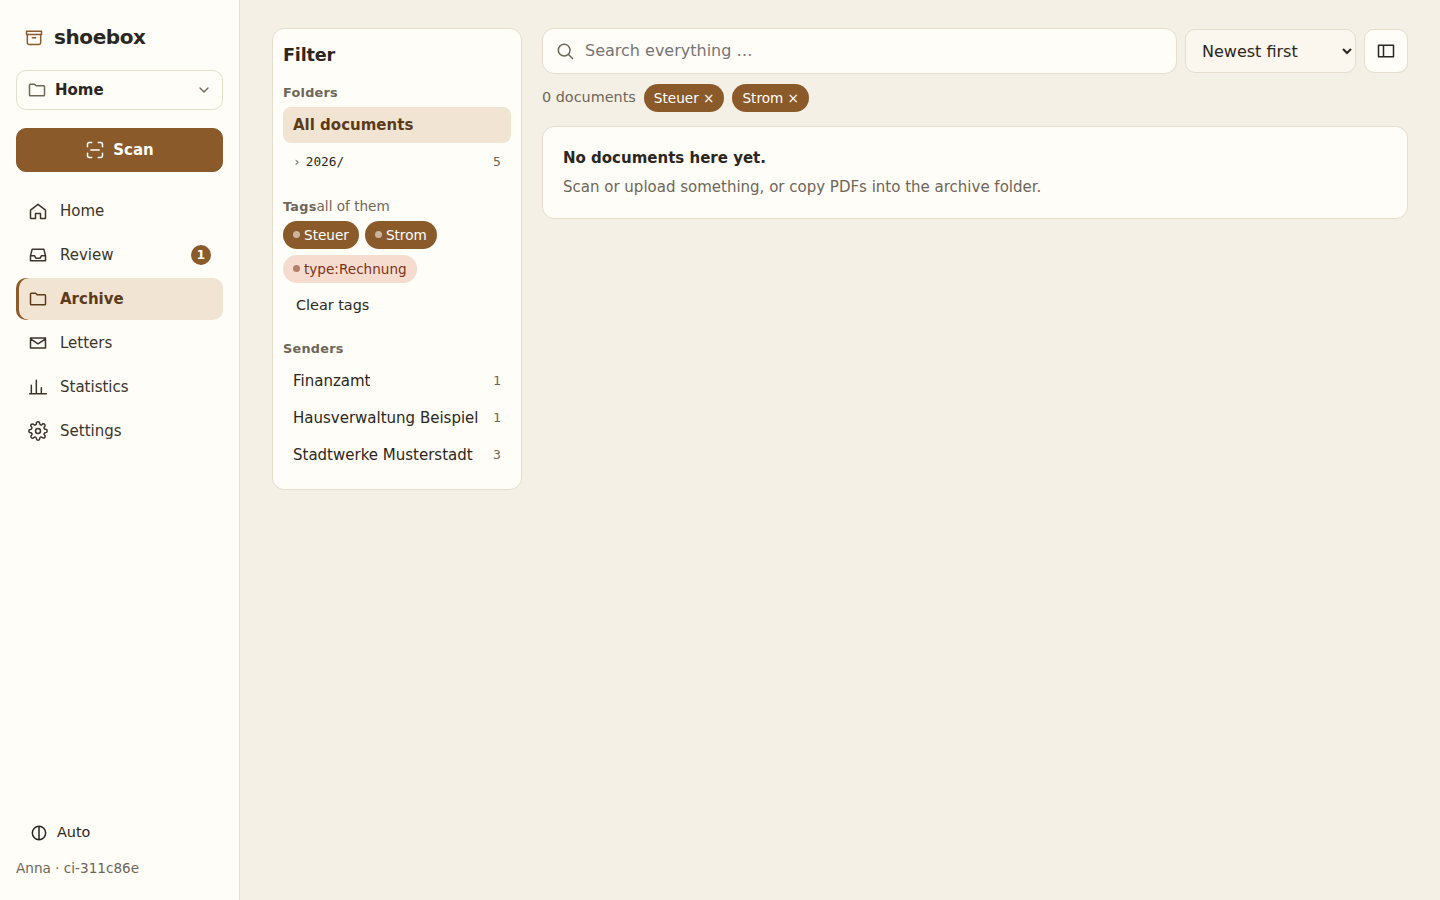 shoebox
Home
Scan
Home
Review 1
Archive
Letters
Statistics
Settings
Auto
Anna · ci-311c86e
Filter
Folders
All documents
› 2026/ 5
Tags all of them
Steuer Strom
type:Rechnung
Clear tags
Senders
Finanzamt 1
Hausverwaltung Beispiel 1
Stadtwerke Musterstadt 3
Search everything …
Newest first
0 documents Steuer × Strom ×
No documents here yet.
Scan or upload something, or copy PDFs into the archive folder.